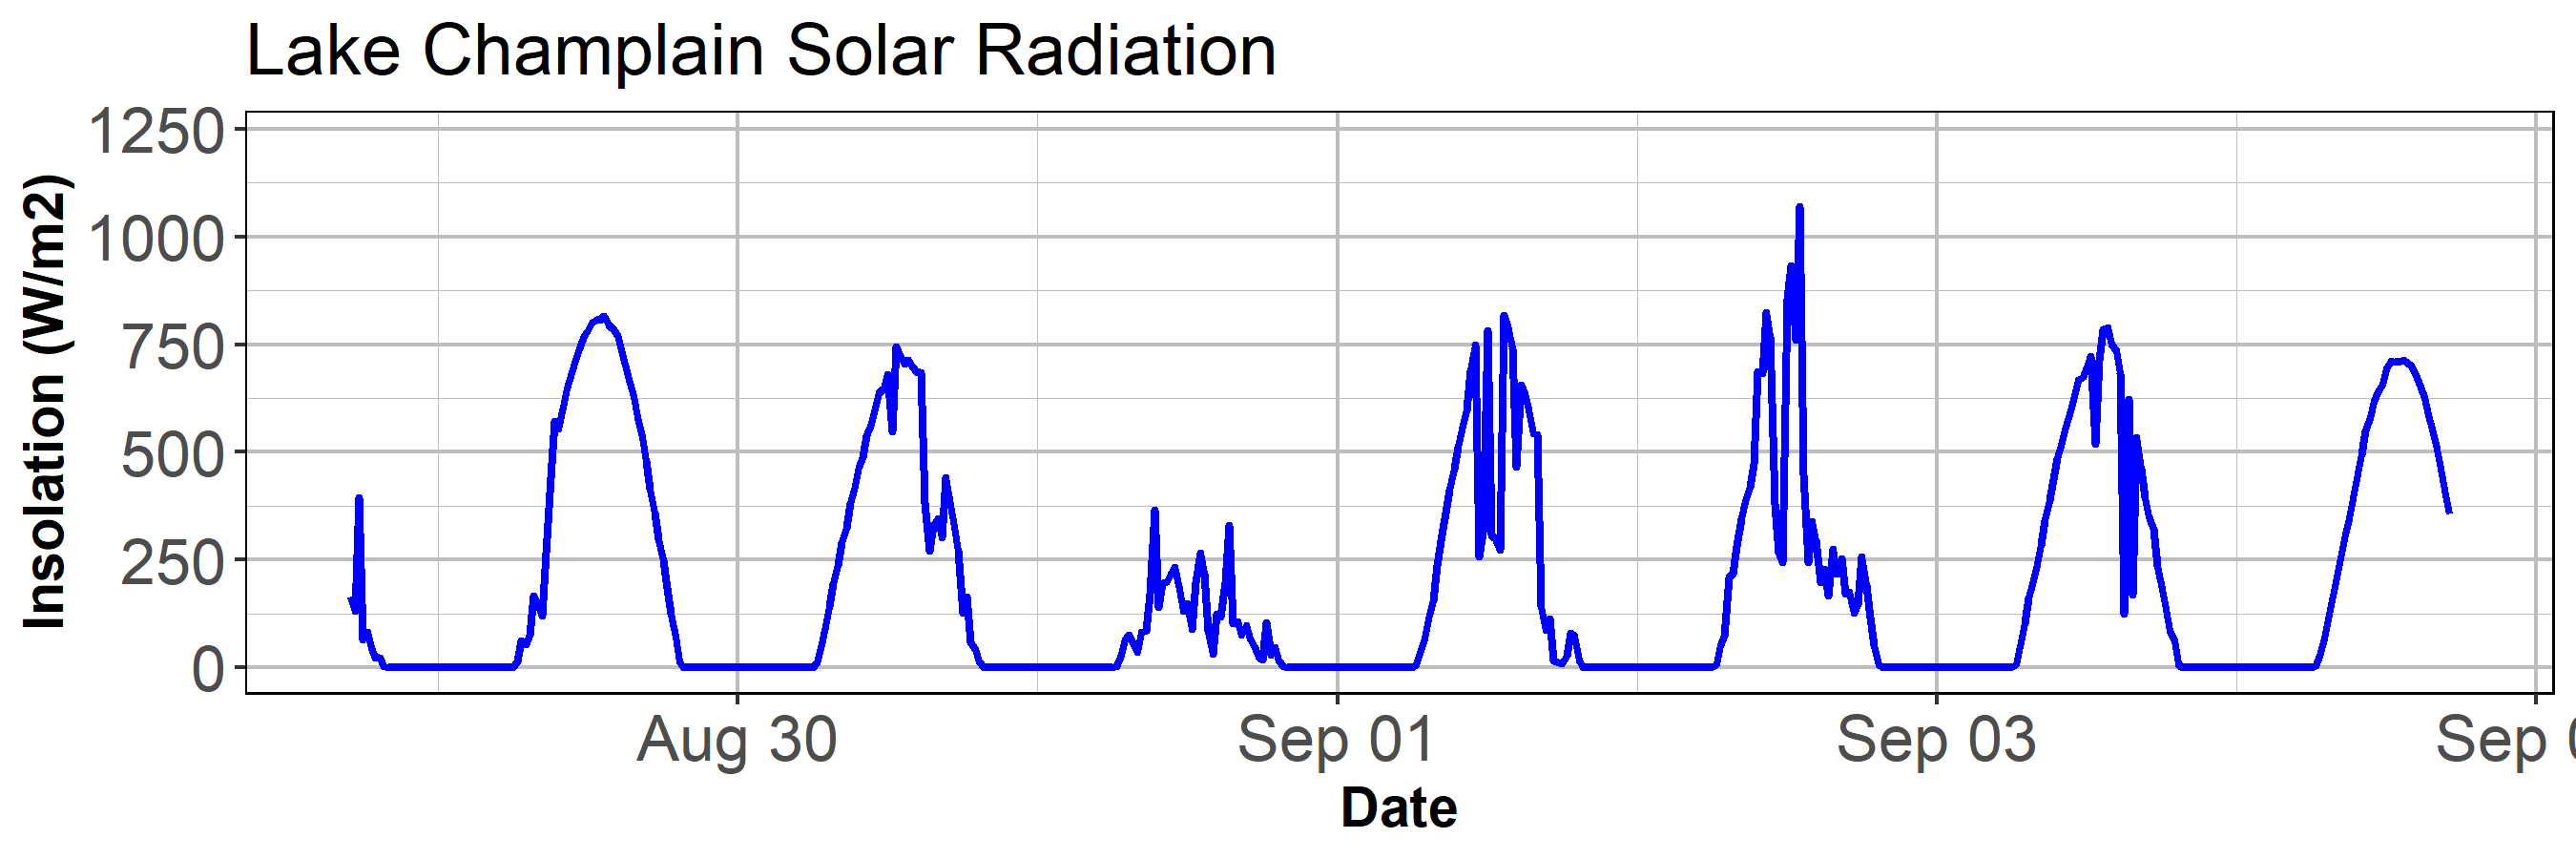 Lake Champlain Solar Radiation
1250
1000
750
500
250
0
Insolation (W/m2)
Aug 30 Sep 01 Sep 03 Sep
Date